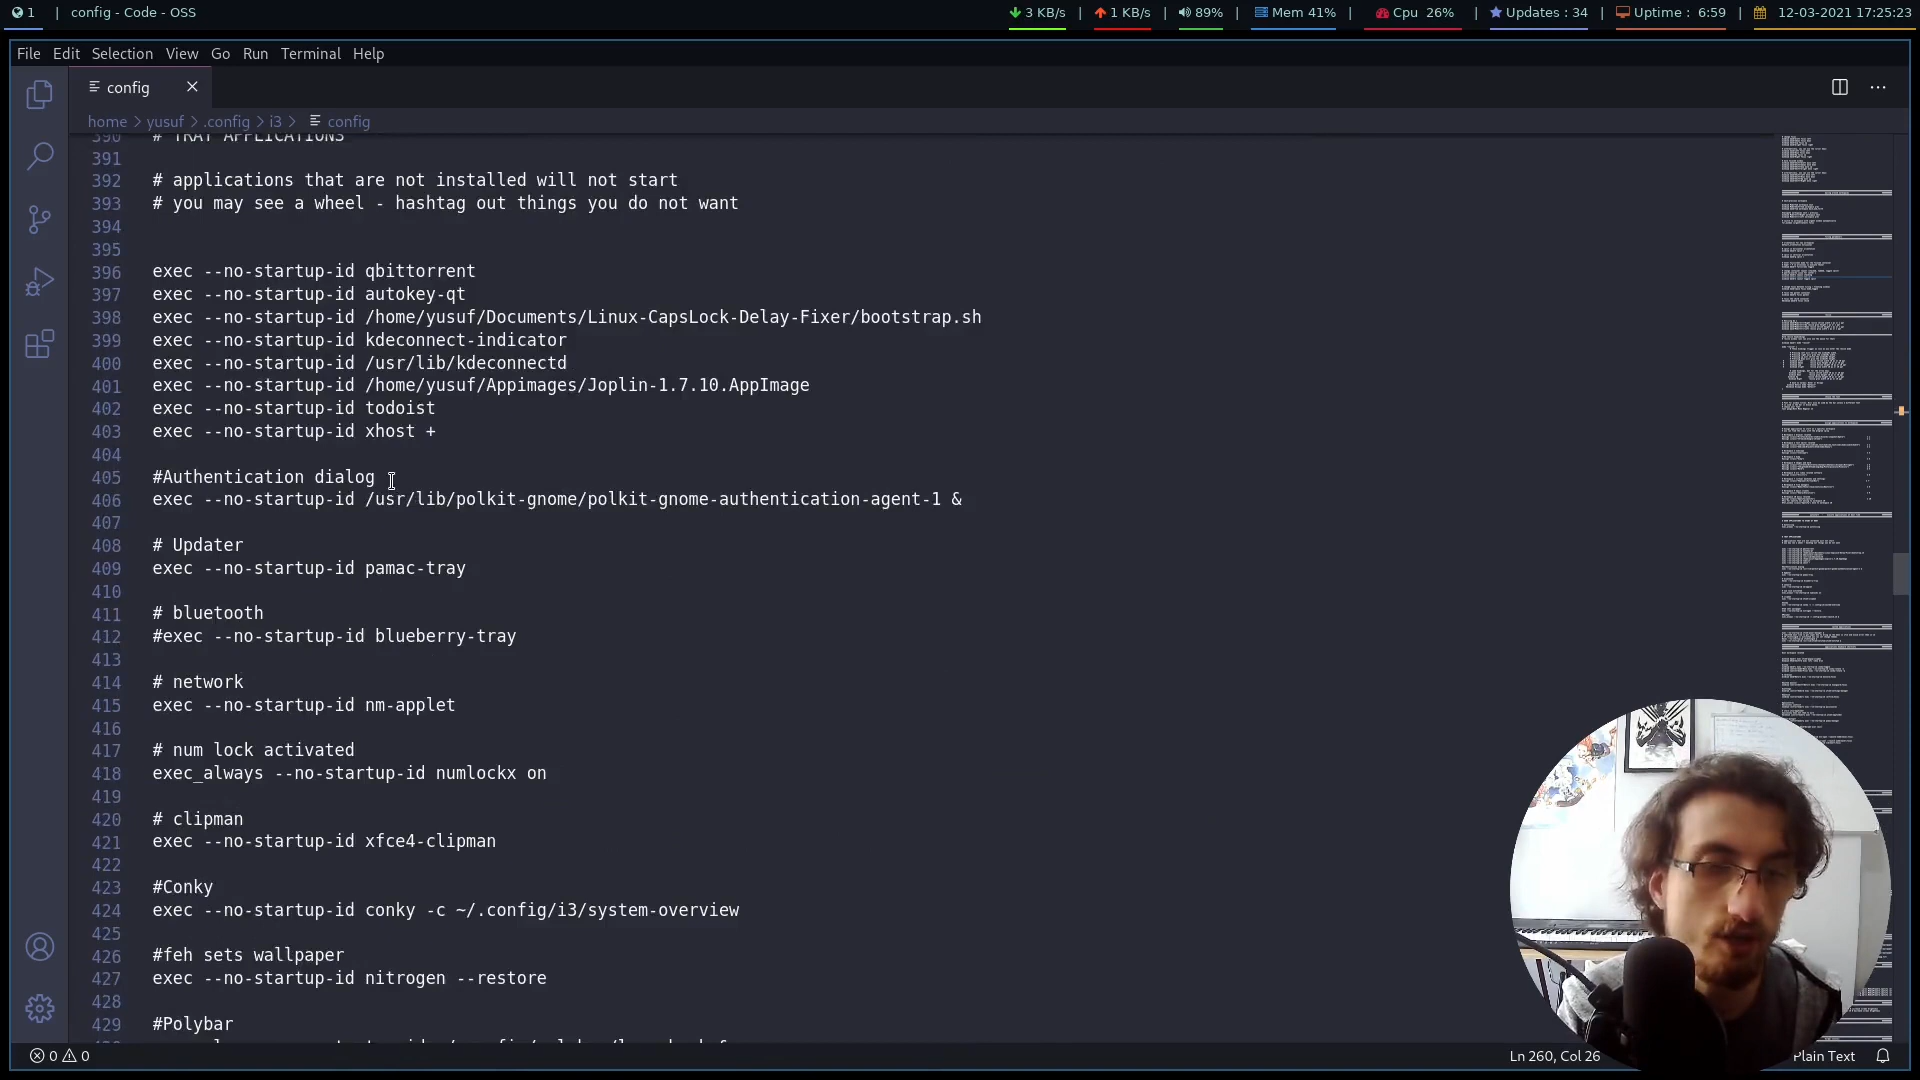 1 | config - Code - OSS
3 KB/s | 1 KB/s | 89% | Mem 41% | Cpu 26% | Updates : 34 | Uptime : 6:59 | 12-03-2021 17:25:23
File Edit Selection View Go Run Terminal Help
config
home > yusuf > .config > i3 > config
390 # TRAY APPLICATIONS
391
392 # applications that are not installed will not start
393 # you may see a wheel - hashtag out things you do not want
394
395
396 exec --no-startup-id qbittorrent
397 exec --no-startup-id autokey-qt
398 exec --no-startup-id /home/yusuf/Documents/Linux-CapsLock-Delay-Fixer/bootstrap.sh
399 exec --no-startup-id kdeconnect-indicator
400 exec --no-startup-id /usr/lib/kdeconnectd
401 exec --no-startup-id /home/yusuf/Appimages/Joplin-1.7.10.AppImage
402 exec --no-startup-id todoist
403 exec --no-startup-id xhost +
404
405 #Authentication dialog
406 exec --no-startup-id /usr/lib/polkit-gnome/polkit-gnome-authentication-agent-1 &
407
408 # Updater
409 exec --no-startup-id pamac-tray
410
411 # bluetooth
412 #exec --no-startup-id blueberry-tray
413
414 # network
415 exec --no-startup-id nm-applet
416
417 # num lock activated
418 exec_always --no-startup-id numlockx on
419
420 # clipman
421 exec --no-startup-id xfce4-clipman
422
423 #Conky
424 exec --no-startup-id conky -c ~/.config/i3/system-overview
425
426 #feh sets wallpaper
427 exec --no-startup-id nitrogen --restore
428
429 #Polybar
0 0
Ln 260, Col 26
Plain Text